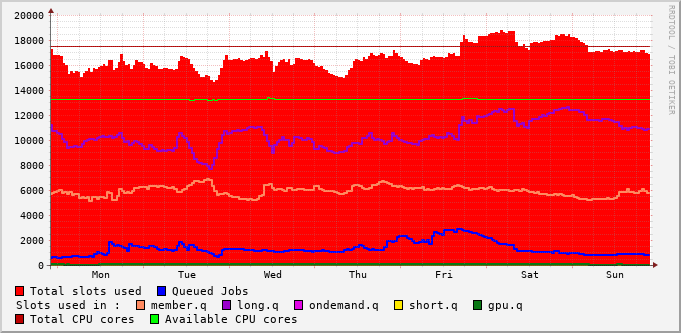 20000
18000
16000
14000
12000
10000
8000
6000
4000
2000
0
Mon Tue Wed Thu Fri Sat Sun
RRDTOOL / TOBI OETIKER
Total slots used Queued Jobs
Slots used in : member.q long.q ondemand.q short.q gpu.q
Total CPU cores Available CPU cores